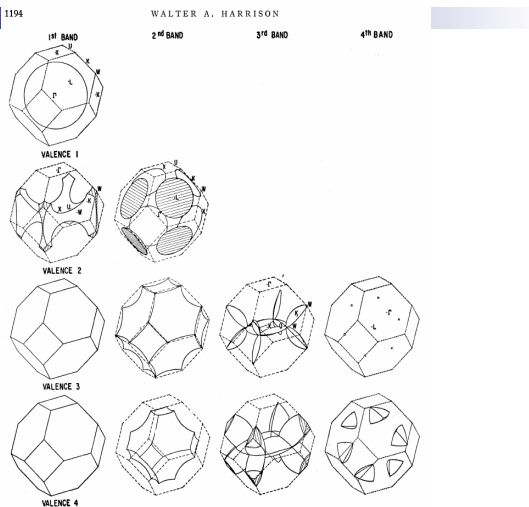 1194 WALTER A. HARRISON
1st BAND 2nd BAND 3rd BAND 4th BAND
VALENCE 1
VALENCE 2
VALENCE 3
VALENCE 4